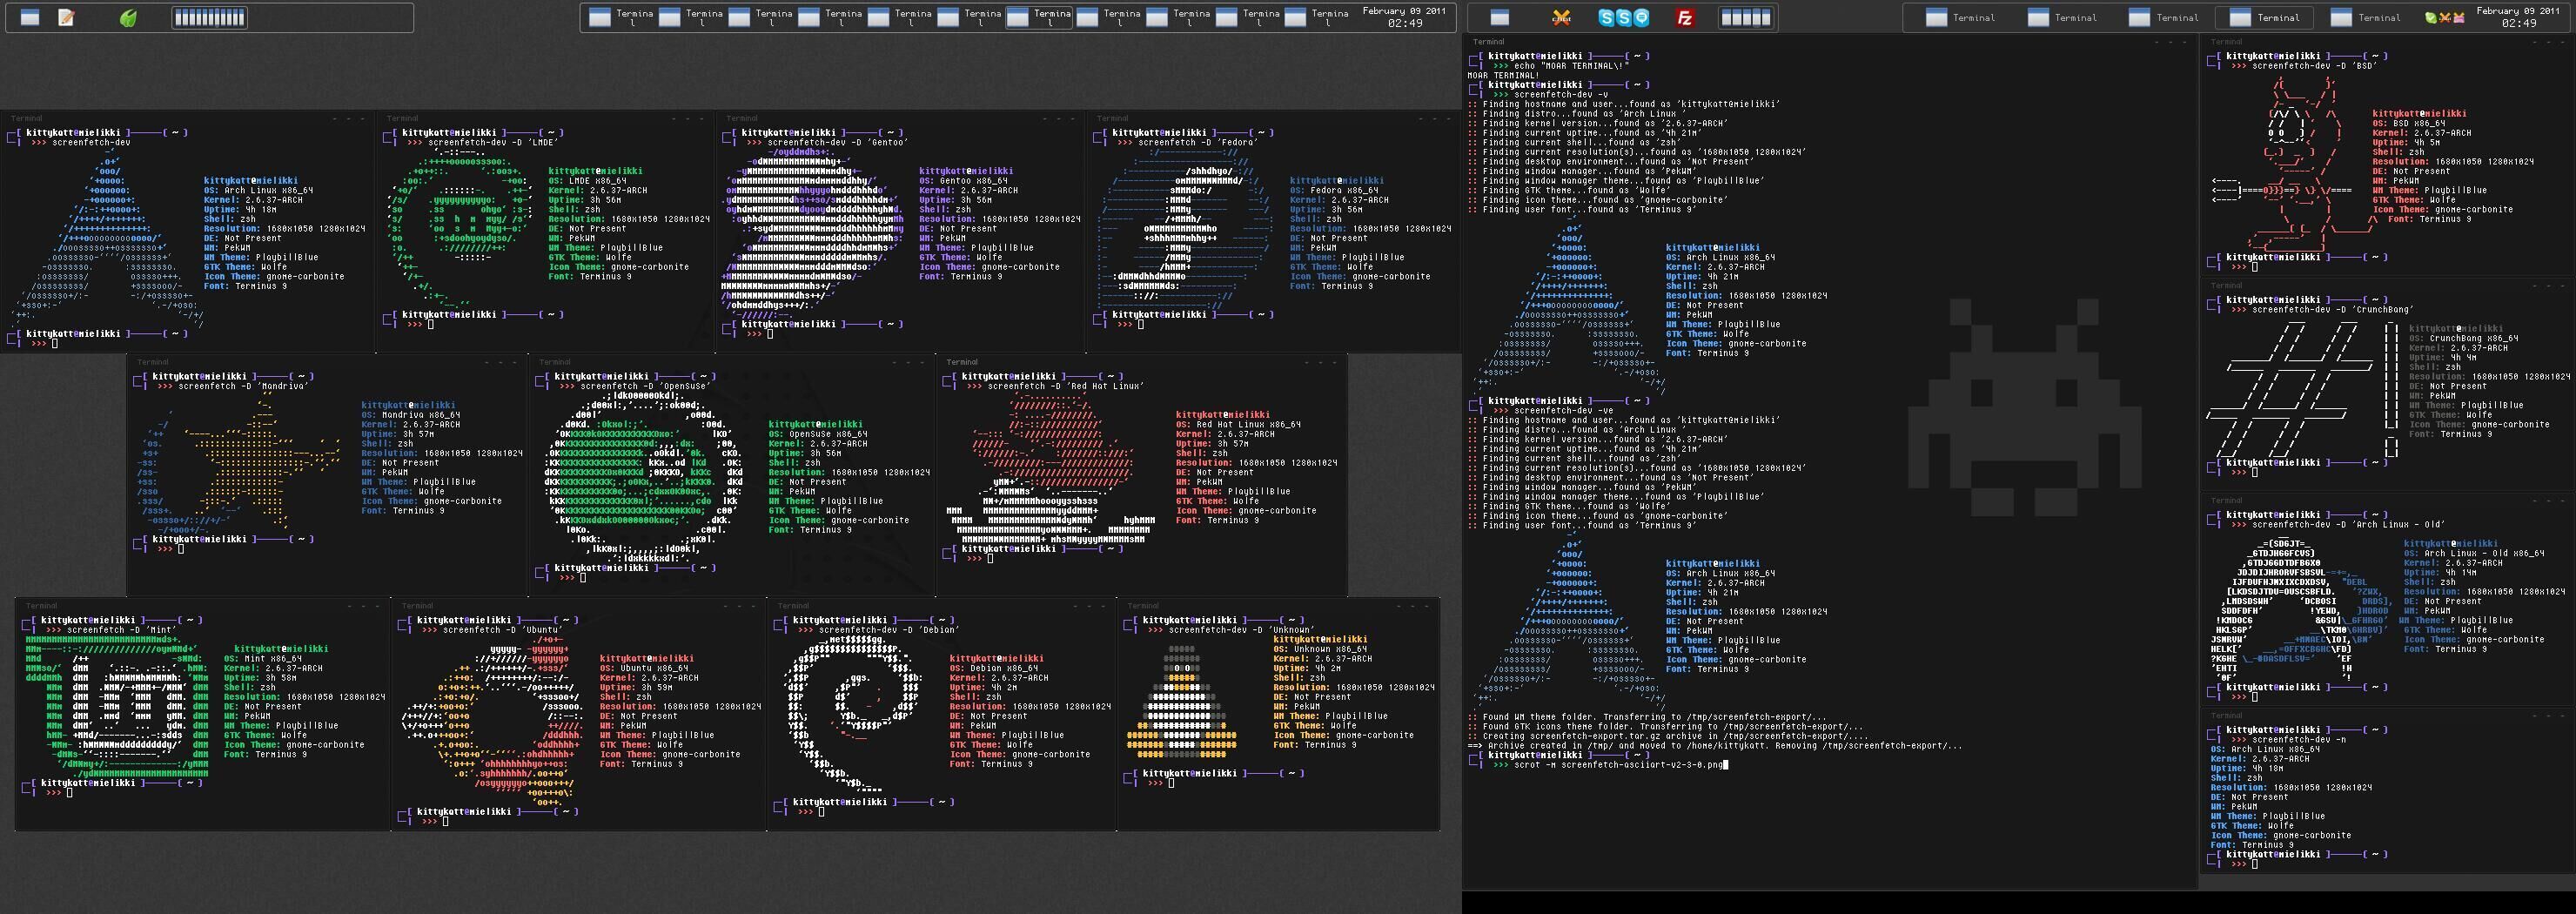 Terminal
Terminal
Terminal
Terminal
Terminal
Terminal
Terminal
Terminal
Terminal
Terminal
Terminal
February 09 2011
02:49
Terminal
Terminal
Terminal
Terminal
Terminal
February 09 2011
02:49
Terminal
[ kittykatt@mielikki ]——( ~ )
>>> screenfetch-dev
kittykatt@mielikki
OS: Arch Linux x86_64
Kernel: 2.6.37-ARCH
Uptime: 4h 18m
Shell: zsh
Resolution: 1680x1050 1280x1024
DE: Not Present
WM: PekWM
WM Theme: PlaybillBlue
GTK Theme: Wolfe
Icon Theme: gnome-carbonite
Font: Terminus 9
[ kittykatt@mielikki ]——( ~ )
>>>
Terminal
[ kittykatt@mielikki ]——( ~ )
>>> screenfetch-dev -D 'LMDE'
kittykatt@mielikki
OS: LMDE x86_64
Kernel: 2.6.37-ARCH
Uptime: 3h 56m
Shell: zsh
Resolution: 1680x1050 1280x1024
DE: Not Present
WM: PekWM
WM Theme: PlaybillBlue
GTK Theme: Wolfe
Icon Theme: gnome-carbonite
Font: Terminus 9
[ kittykatt@mielikki ]——( ~ )
>>>
Terminal
[ kittykatt@mielikki ]——( ~ )
>>> screenfetch-dev -D 'Gentoo'
kittykatt@mielikki
OS: Gentoo x86_64
Kernel: 2.6.37-ARCH
Uptime: 3h 56m
Shell: zsh
Resolution: 1680x1050 1280x1024
DE: Not Present
WM: PekWM
WM Theme: PlaybillBlue
GTK Theme: Wolfe
Icon Theme: gnome-carbonite
Font: Terminus 9
[ kittykatt@mielikki ]——( ~ )
>>>
Terminal
[ kittykatt@mielikki ]——( ~ )
>>> screenfetch-dev -D 'Fedora'
kittykatt@mielikki
OS: Fedora x86_64
Kernel: 2.6.37-ARCH
Uptime: 3h 56m
Shell: zsh
Resolution: 1680x1050 1280x1024
DE: Not Present
WM: PekWM
WM Theme: PlaybillBlue
GTK Theme: Wolfe
Icon Theme: gnome-carbonite
Font: Terminus 9
[ kittykatt@mielikki ]——( ~ )
>>>
Terminal
[ kittykatt@mielikki ]——( ~ )
>>> screenfetch -D 'Mandriva'
kittykatt@mielikki
OS: Mandriva x86_64
Kernel: 2.6.37-ARCH
Uptime: 3h 57m
Shell: zsh
Resolution: 1680x1050 1280x1024
DE: Not Present
WM: PekWM
WM Theme: PlaybillBlue
GTK Theme: Wolfe
Icon Theme: gnome-carbonite
Font: Terminus 9
[ kittykatt@mielikki ]——( ~ )
>>>
Terminal
[ kittykatt@mielikki ]——( ~ )
>>> screenfetch -D 'OpenSuSe'
kittykatt@mielikki
OS: OpenSuSe x86_64
Kernel: 2.6.37-ARCH
Uptime: 3h 56m
Shell: zsh
Resolution: 1680x1050 1280x1024
DE: Not Present
WM: PekWM
WM Theme: PlaybillBlue
GTK Theme: Wolfe
Icon Theme: gnome-carbonite
Font: Terminus 9
[ kittykatt@mielikki ]——( ~ )
>>>
Terminal
[ kittykatt@mielikki ]——( ~ )
>>> screenfetch -D 'Red Hat Linux'
kittykatt@mielikki
OS: Red Hat Linux x86_64
Kernel: 2.6.37-ARCH
Uptime: 3h 57m
Shell: zsh
Resolution: 1680x1050 1280x1024
DE: Not Present
WM: PekWM
WM Theme: PlaybillBlue
GTK Theme: Wolfe
Icon Theme: gnome-carbonite
Font: Terminus 9
[ kittykatt@mielikki ]——( ~ )
>>>
Terminal
[ kittykatt@mielikki ]——( ~ )
>>> screenfetch -D 'Mint'
kittykatt@mielikki
OS: Mint x86_64
Kernel: 2.6.37-ARCH
Uptime: 3h 58m
Shell: zsh
Resolution: 1680x1050 1280x1024
DE: Not Present
WM: PekWM
WM Theme: PlaybillBlue
GTK Theme: Wolfe
Icon Theme: gnome-carbonite
Font: Terminus 9
[ kittykatt@mielikki ]——( ~ )
>>>
Terminal
[ kittykatt@mielikki ]——( ~ )
>>> screenfetch -D 'Ubuntu'
kittykatt@mielikki
OS: Ubuntu x86_64
Kernel: 2.6.37-ARCH
Uptime: 3h 59m
Shell: zsh
Resolution: 1680x1050 1280x1024
DE: Not Present
WM: PekWM
WM Theme: PlaybillBlue
GTK Theme: Wolfe
Icon Theme: gnome-carbonite
Font: Terminus 9
[ kittykatt@mielikki ]——( ~ )
>>>
Terminal
[ kittykatt@mielikki ]——( ~ )
>>> screenfetch-dev -D 'Debian'
kittykatt@mielikki
OS: Debian x86_64
Kernel: 2.6.37-ARCH
Uptime: 4h 2m
Shell: zsh
Resolution: 1680x1050 1280x1024
DE: Not Present
WM: PekWM
WM Theme: PlaybillBlue
GTK Theme: Wolfe
Icon Theme: gnome-carbonite
Font: Terminus 9
[ kittykatt@mielikki ]——( ~ )
>>>
Terminal
[ kittykatt@mielikki ]——( ~ )
>>> screenfetch-dev -D 'Unknown'
kittykatt@mielikki
OS: Unknown x86_64
Kernel: 2.6.37-ARCH
Uptime: 4h 2m
Shell: zsh
Resolution: 1680x1050 1280x1024
DE: Not Present
WM: PekWM
WM Theme: PlaybillBlue
GTK Theme: Wolfe
Icon Theme: gnome-carbonite
Font: Terminus 9
[ kittykatt@mielikki ]——( ~ )
>>>
Terminal
[ kittykatt@mielikki ]——( ~ )
>>> echo "MOAR TERMINAL\!"
MOAR TERMINAL!
[ kittykatt@mielikki ]——( ~ )
>>> screenfetch-dev -v
:: Finding hostname and user...found as 'kittykatt@mielikki'
:: Finding distro...found as 'Arch Linux '
:: Finding kernel version...found as '2.6.37-ARCH'
:: Finding current uptime...found as '4h 21m'
:: Finding current shell...found as 'zsh'
:: Finding current resolution(s)...found as '1680x1050 1280x1024'
:: Finding desktop environment...found as 'Not Present'
:: Finding window manager...found as 'PekWM'
:: Finding window manager theme...found as 'PlaybillBlue'
:: Finding GTK theme...found as 'Wolfe'
:: Finding icon theme...found as 'gnome-carbonite'
:: Finding user font...found as 'Terminus 9'
kittykatt@mielikki
OS: Arch Linux x86_64
Kernel: 2.6.37-ARCH
Uptime: 4h 21m
Shell: zsh
Resolution: 1680x1050 1280x1024
DE: Not Present
WM: PekWM
WM Theme: PlaybillBlue
GTK Theme: Wolfe
Icon Theme: gnome-carbonite
Font: Terminus 9
[ kittykatt@mielikki ]——( ~ )
>>> screenfetch-dev -ve
:: Finding hostname and user...found as 'kittykatt@mielikki'
:: Finding distro...found as 'Arch Linux '
:: Finding kernel version...found as '2.6.37-ARCH'
:: Finding current uptime...found as '4h 21m'
:: Finding current shell...found as 'zsh'
:: Finding current resolution(s)...found as '1680x1050 1280x1024'
:: Finding desktop environment...found as 'Not Present'
:: Finding window manager...found as 'PekWM'
:: Finding window manager theme...found as 'PlaybillBlue'
:: Finding GTK theme...found as 'Wolfe'
:: Finding icon theme...found as 'gnome-carbonite'
:: Finding user font...found as 'Terminus 9'
kittykatt@mielikki
OS: Arch Linux x86_64
Kernel: 2.6.37-ARCH
Uptime: 4h 21m
Shell: zsh
Resolution: 1680x1050 1280x1024
DE: Not Present
WM: PekWM
WM Theme: PlaybillBlue
GTK Theme: Wolfe
Icon Theme: gnome-carbonite
Font: Terminus 9
:: Found WM theme folder. Transferring to /tmp/screenfetch-export/...
:: Found GTK icons theme folder. Transferring to /tmp/screenfetch-export/....
:: Creating screenfetch-export.tar.gz archive in /tmp/screenfetch-export/....
==> Archive created in /tmp/ and moved to /home/kittykatt. Removing /tmp/screenfetch-export/...
[ kittykatt@mielikki ]——( ~ )
>>> scrot -m screenfetch-asciiart-v2-3-0.png
Terminal
[ kittykatt@mielikki ]——( ~ )
>>> screenfetch-dev -D 'BSD'
kittykatt@mielikki
OS: BSD x86_64
Kernel: 2.6.37-ARCH
Uptime: 4h 5m
Shell: zsh
Resolution: 1680x1050 1280x1024
DE: Not Present
WM: PekWM
WM Theme: PlaybillBlue
GTK Theme: Wolfe
Icon Theme: gnome-carbonite
Font: Terminus 9
[ kittykatt@mielikki ]——( ~ )
>>>
Terminal
[ kittykatt@mielikki ]——( ~ )
>>> screenfetch-dev -D 'CrunchBang'
kittykatt@mielikki
OS: CrunchBang x86_64
Kernel: 2.6.37-ARCH
Uptime: 4h 4m
Shell: zsh
Resolution: 1680x1050 1280x1024
DE: Not Present
WM: PekWM
WM Theme: PlaybillBlue
GTK Theme: Wolfe
Icon Theme: gnome-carbonite
Font: Terminus 9
[ kittykatt@mielikki ]——( ~ )
>>>
Terminal
[ kittykatt@mielikki ]——( ~ )
>>> screenfetch-dev -D 'Arch Linux - Old'
kittykatt@mielikki
OS: Arch Linux - Old x86_64
Kernel: 2.6.37-ARCH
Uptime: 4h 14m
Shell: zsh
Resolution: 1680x1050 1280x1024
DE: Not Present
WM: PekWM
WM Theme: PlaybillBlue
GTK Theme: Wolfe
Icon Theme: gnome-carbonite
Font: Terminus 9
[ kittykatt@mielikki ]——( ~ )
>>>
Terminal
[ kittykatt@mielikki ]——( ~ )
>>> screenfetch-dev -n
OS: Arch Linux x86_64
Kernel: 2.6.37-ARCH
Uptime: 4h 18m
Shell: zsh
Resolution: 1680x1050 1280x1024
DE: Not Present
WM: PekWM
WM Theme: PlaybillBlue
GTK Theme: Wolfe
Icon Theme: gnome-carbonite
Font: Terminus 9
[ kittykatt@mielikki ]——( ~ )
>>>